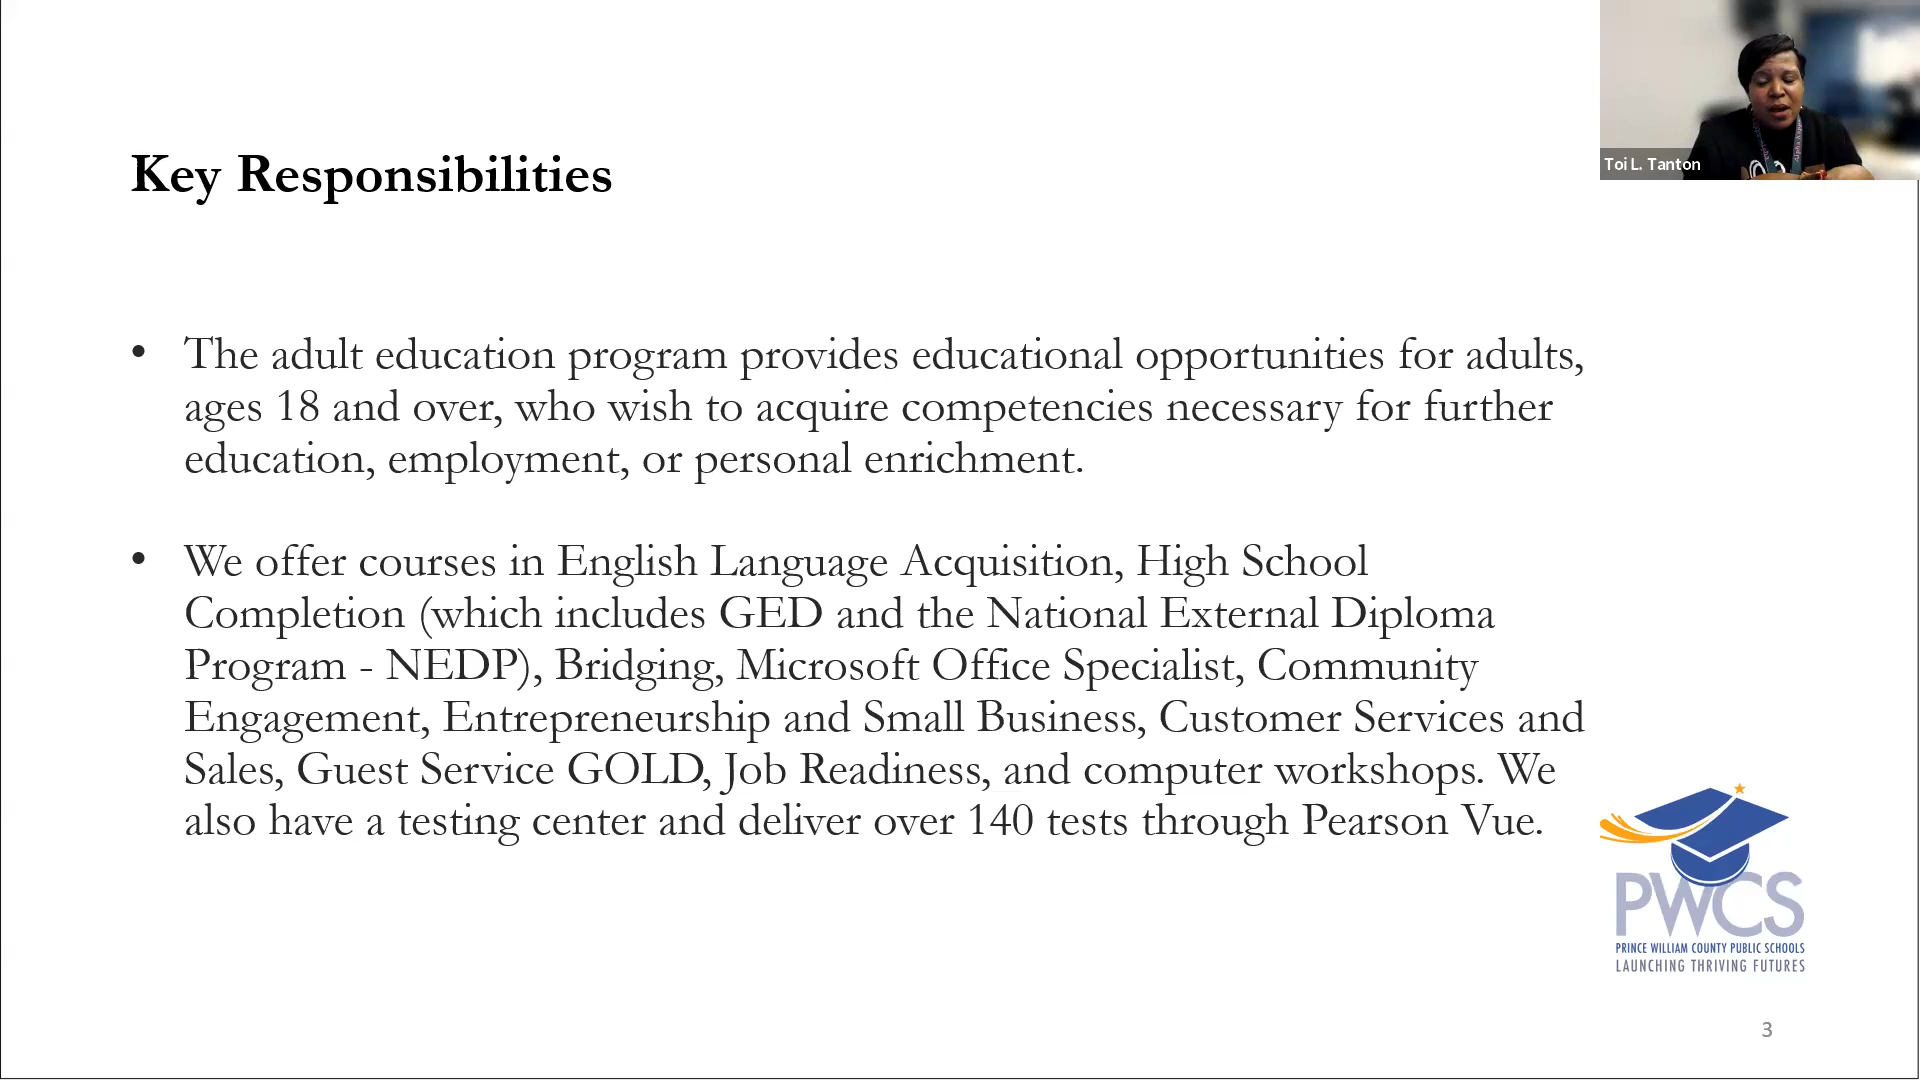 Toi L. Tanton
Key Responsibilities
• The adult education program provides educational opportunities for adults,
ages 18 and over, who wish to acquire competencies necessary for further
education, employment, or personal enrichment.
• We offer courses in English Language Acquisition, High School
Completion (which includes GED and the National External Diploma
Program - NEDP), Bridging, Microsoft Office Specialist, Community
Engagement, Entrepreneurship and Small Business, Customer Services and
Sales, Guest Service GOLD, Job Readiness, and computer workshops. We
also have a testing center and deliver over 140 tests through Pearson Vue.
PWCS
PRINCE WILLIAM COUNTY PUBLIC SCHOOLS
LAUNCHING THRIVING FUTURES
3